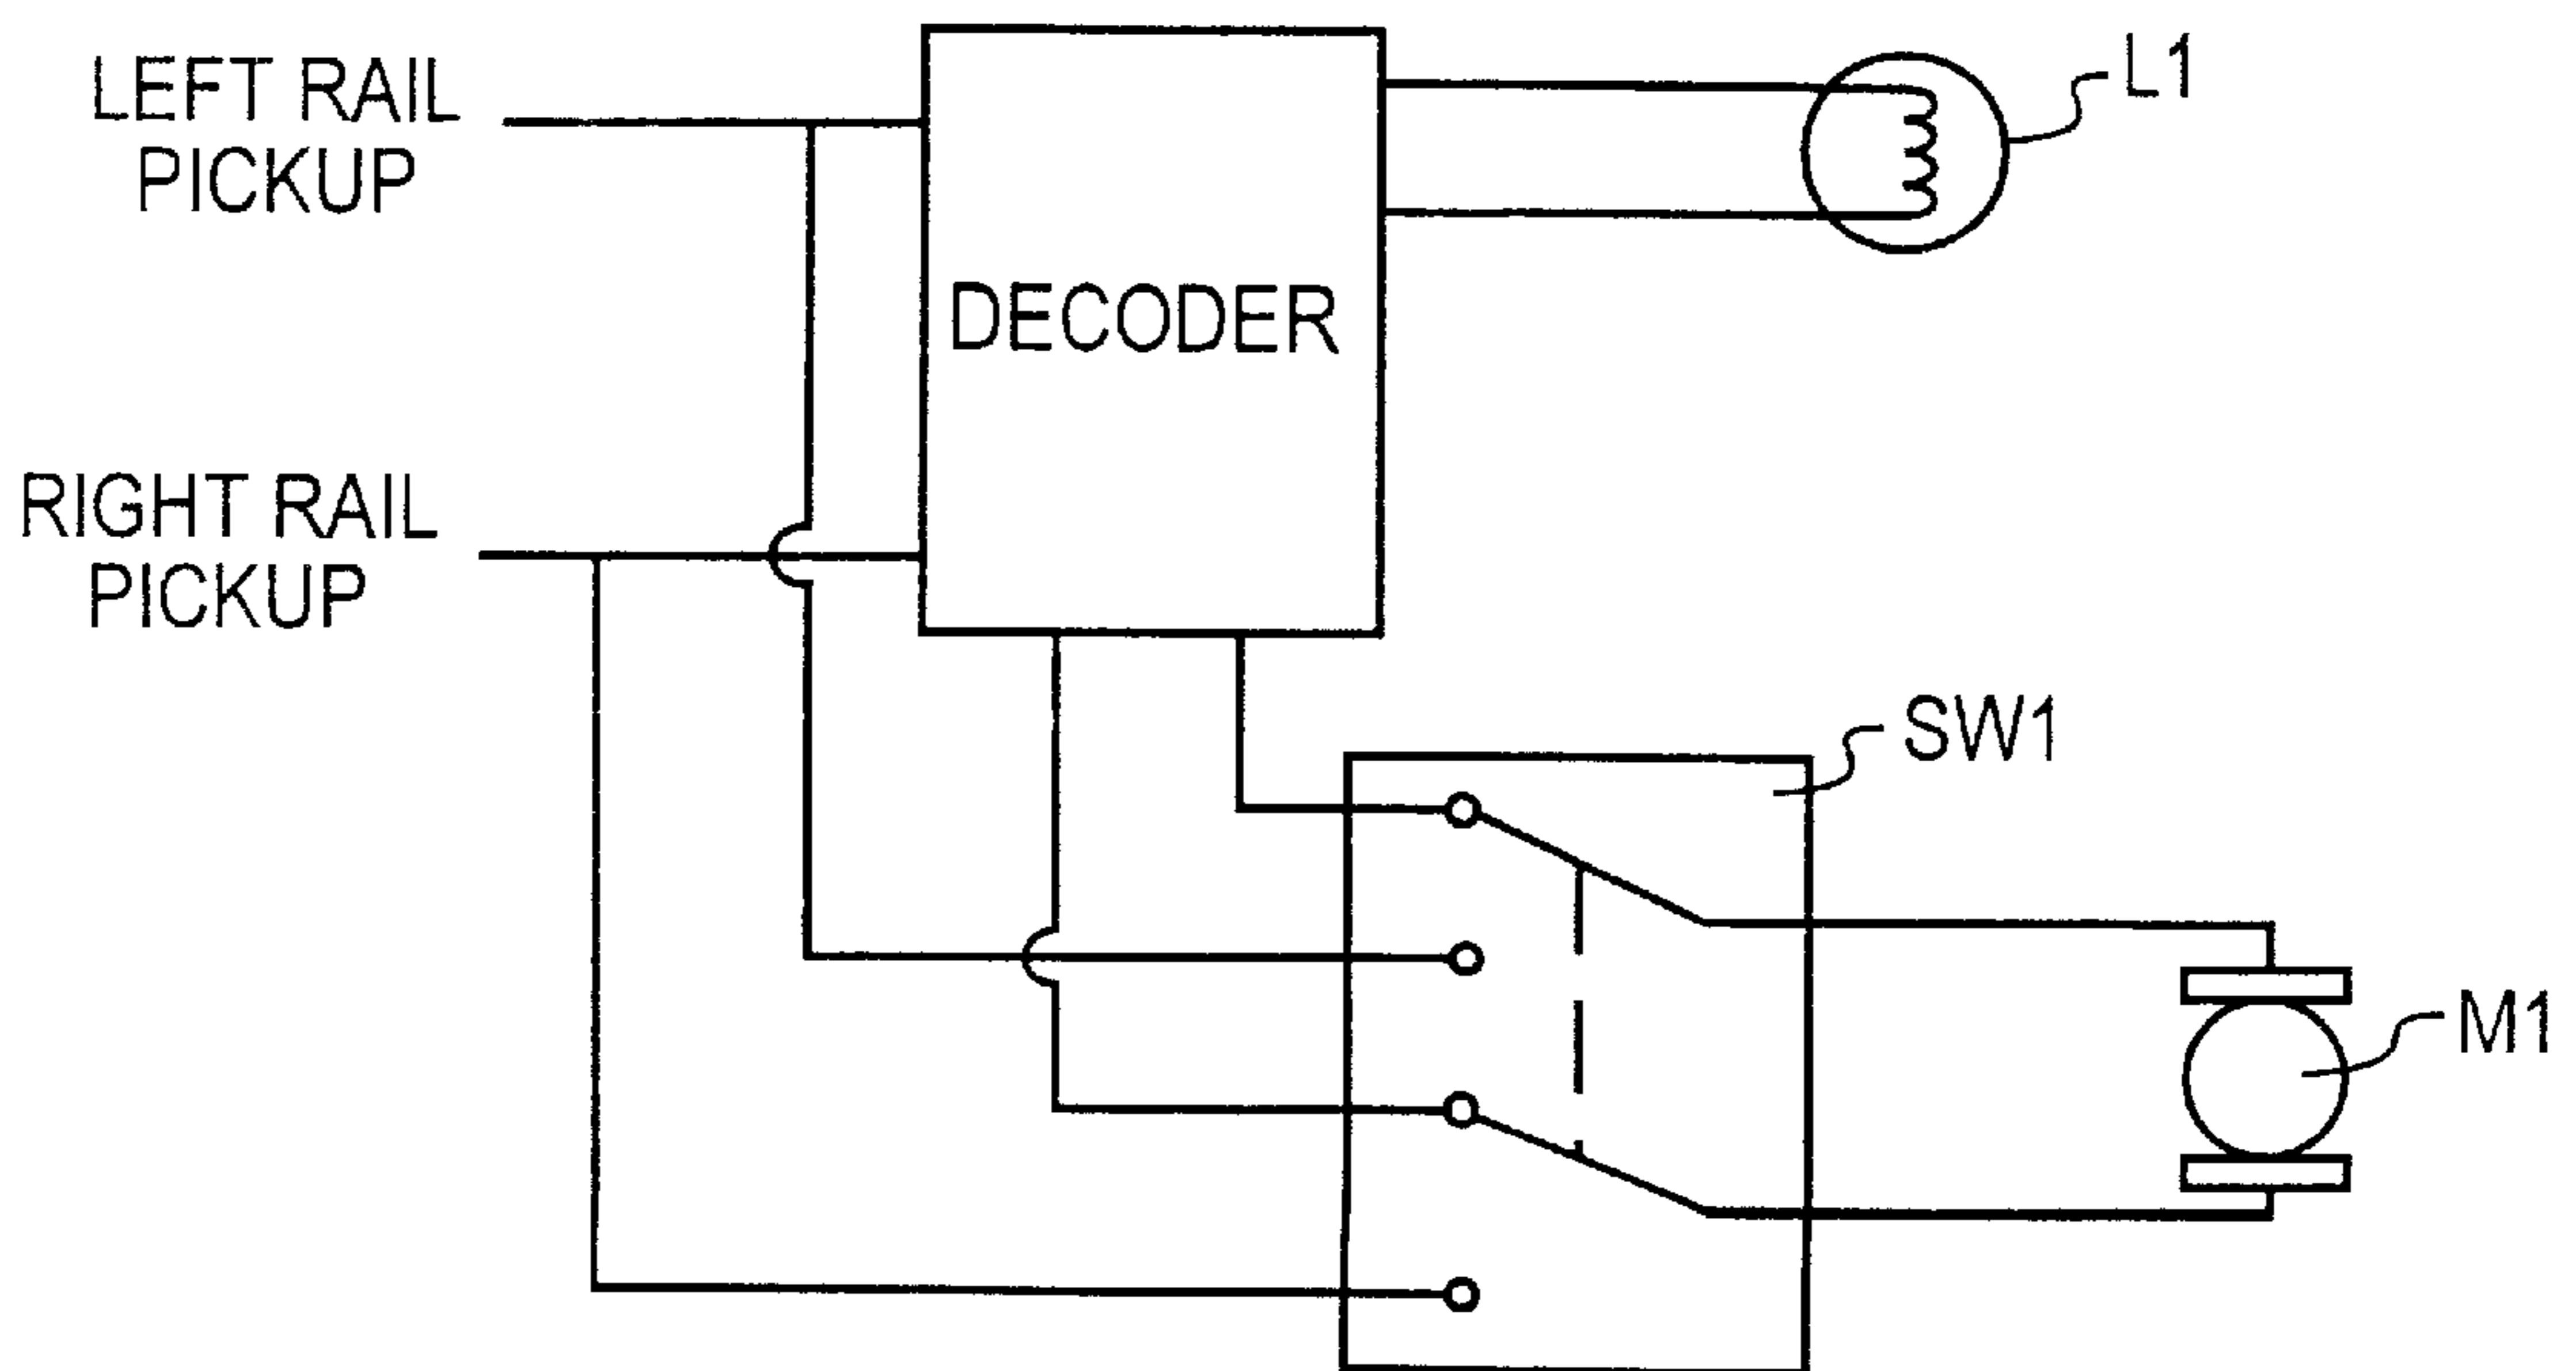 LEFT RAIL
PICKUP
DECODER
L1
RIGHT RAIL
PICKUP
SW1
M1